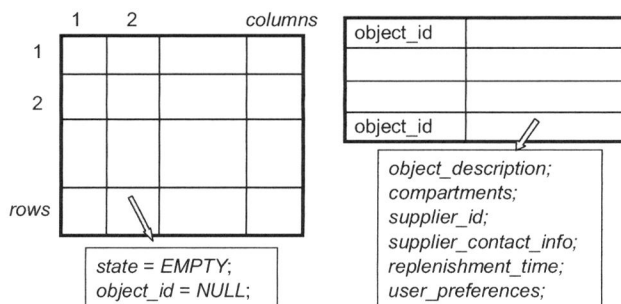 1 2 columns
1
2
rows
state = EMPTY;
object_id = NULL;
object_id
object_id
object_description;
compartments;
supplier_id;
supplier_contact_info;
replenishment_time;
user_preferences;